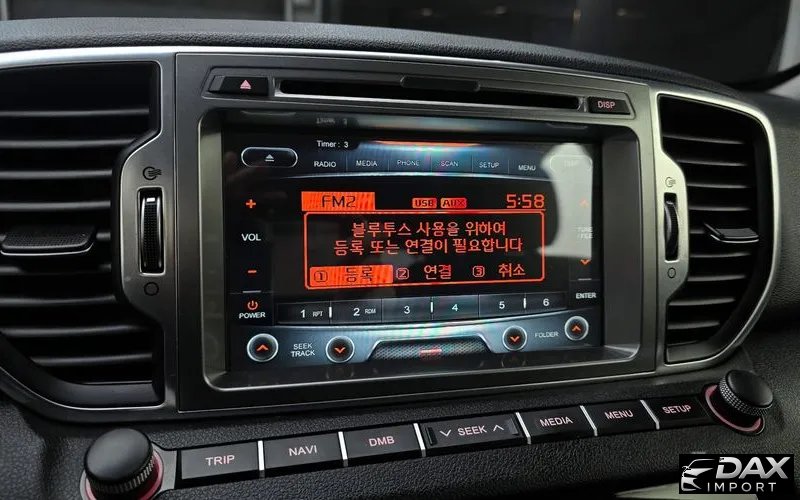 DISP
Timer : 3
RADIO MEDIA PHONE SCAN SETUP MENU DISP
FM2 USB AUX 5:58
블루투스 사용을 위하여
등록 또는 연결이 필요합니다
1 등록 2 연결 3 취소
+
VOL
-
POWER
TUNE
/FILE
ENTER
1 RPT 2 RDM 3 4 5 6
SEEK
TRACK
FOLDER
TRIP NAVI DMB SEEK MEDIA MENU SETUP
DAX
IMPORT